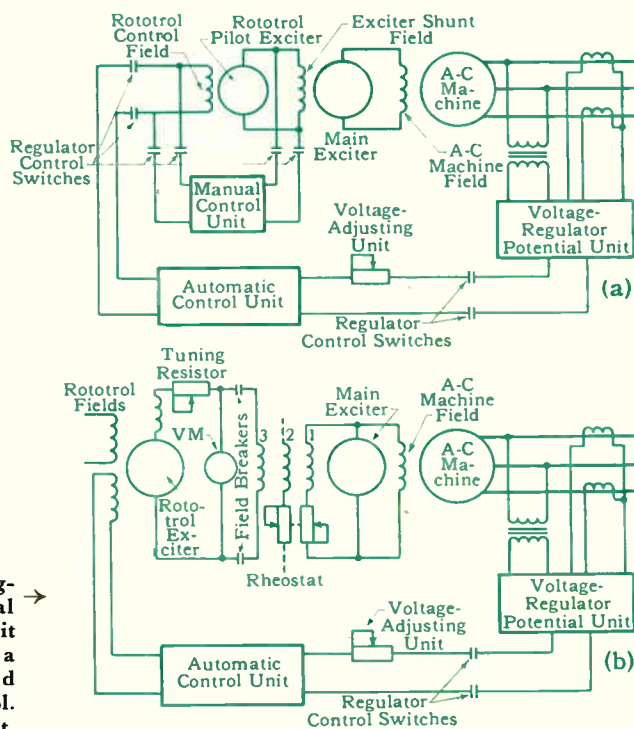 Rototrol
Control
Field
Rototrol
Pilot Exciter
Exciter Shunt
Field
A-C
Ma-
chine
Regulator
Control
Switches
Main
Exciter
A-C
Machine
Field
Manual
Control
Unit
Voltage-
Adjusting
Unit
Voltage-
Regulator
Potential Unit
(a)
Automatic
Control Unit
Regulator
Control Switches
Rototrol
Fields
Tuning
Resistor
VM
Field Breakers
3
2
1
Main
Exciter
A-C
Machine
Field
A-C
Ma-
chine
Roto-
trol Ex-
citer
Rheostat
Voltage-
Regulator
Potential Unit
Voltage-
Adjusting
Unit
(b)
Automatic
Control Unit
Regulator
Control Switches
g-
al
it
a
d
ol.